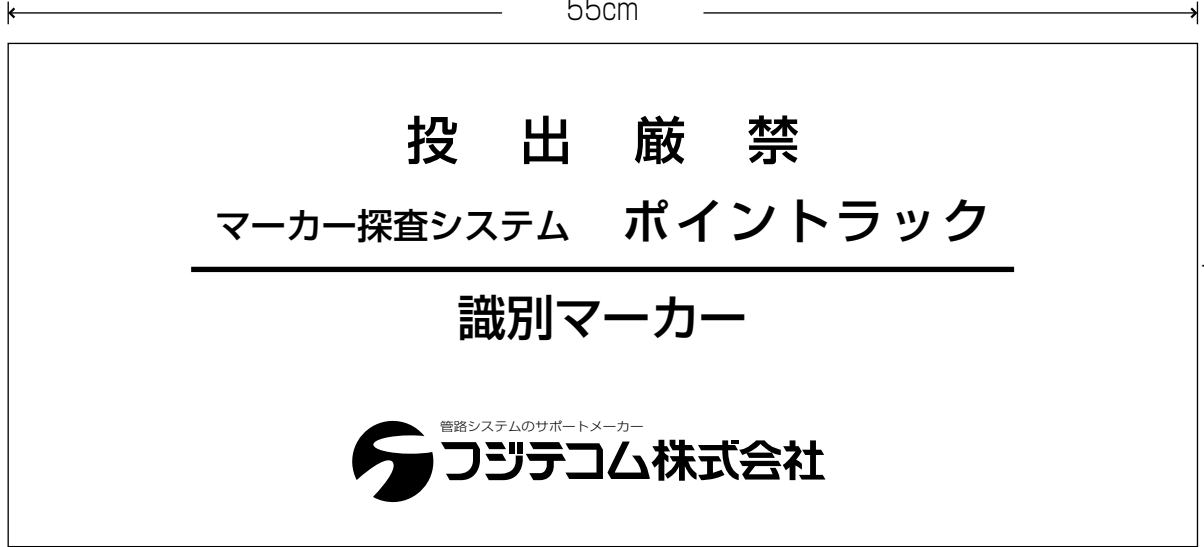 55cm
投出厳禁
マーカー探査システム ポイントラック
識別マーカー
管路システムのサポートメーカー
フジテコム株式会社